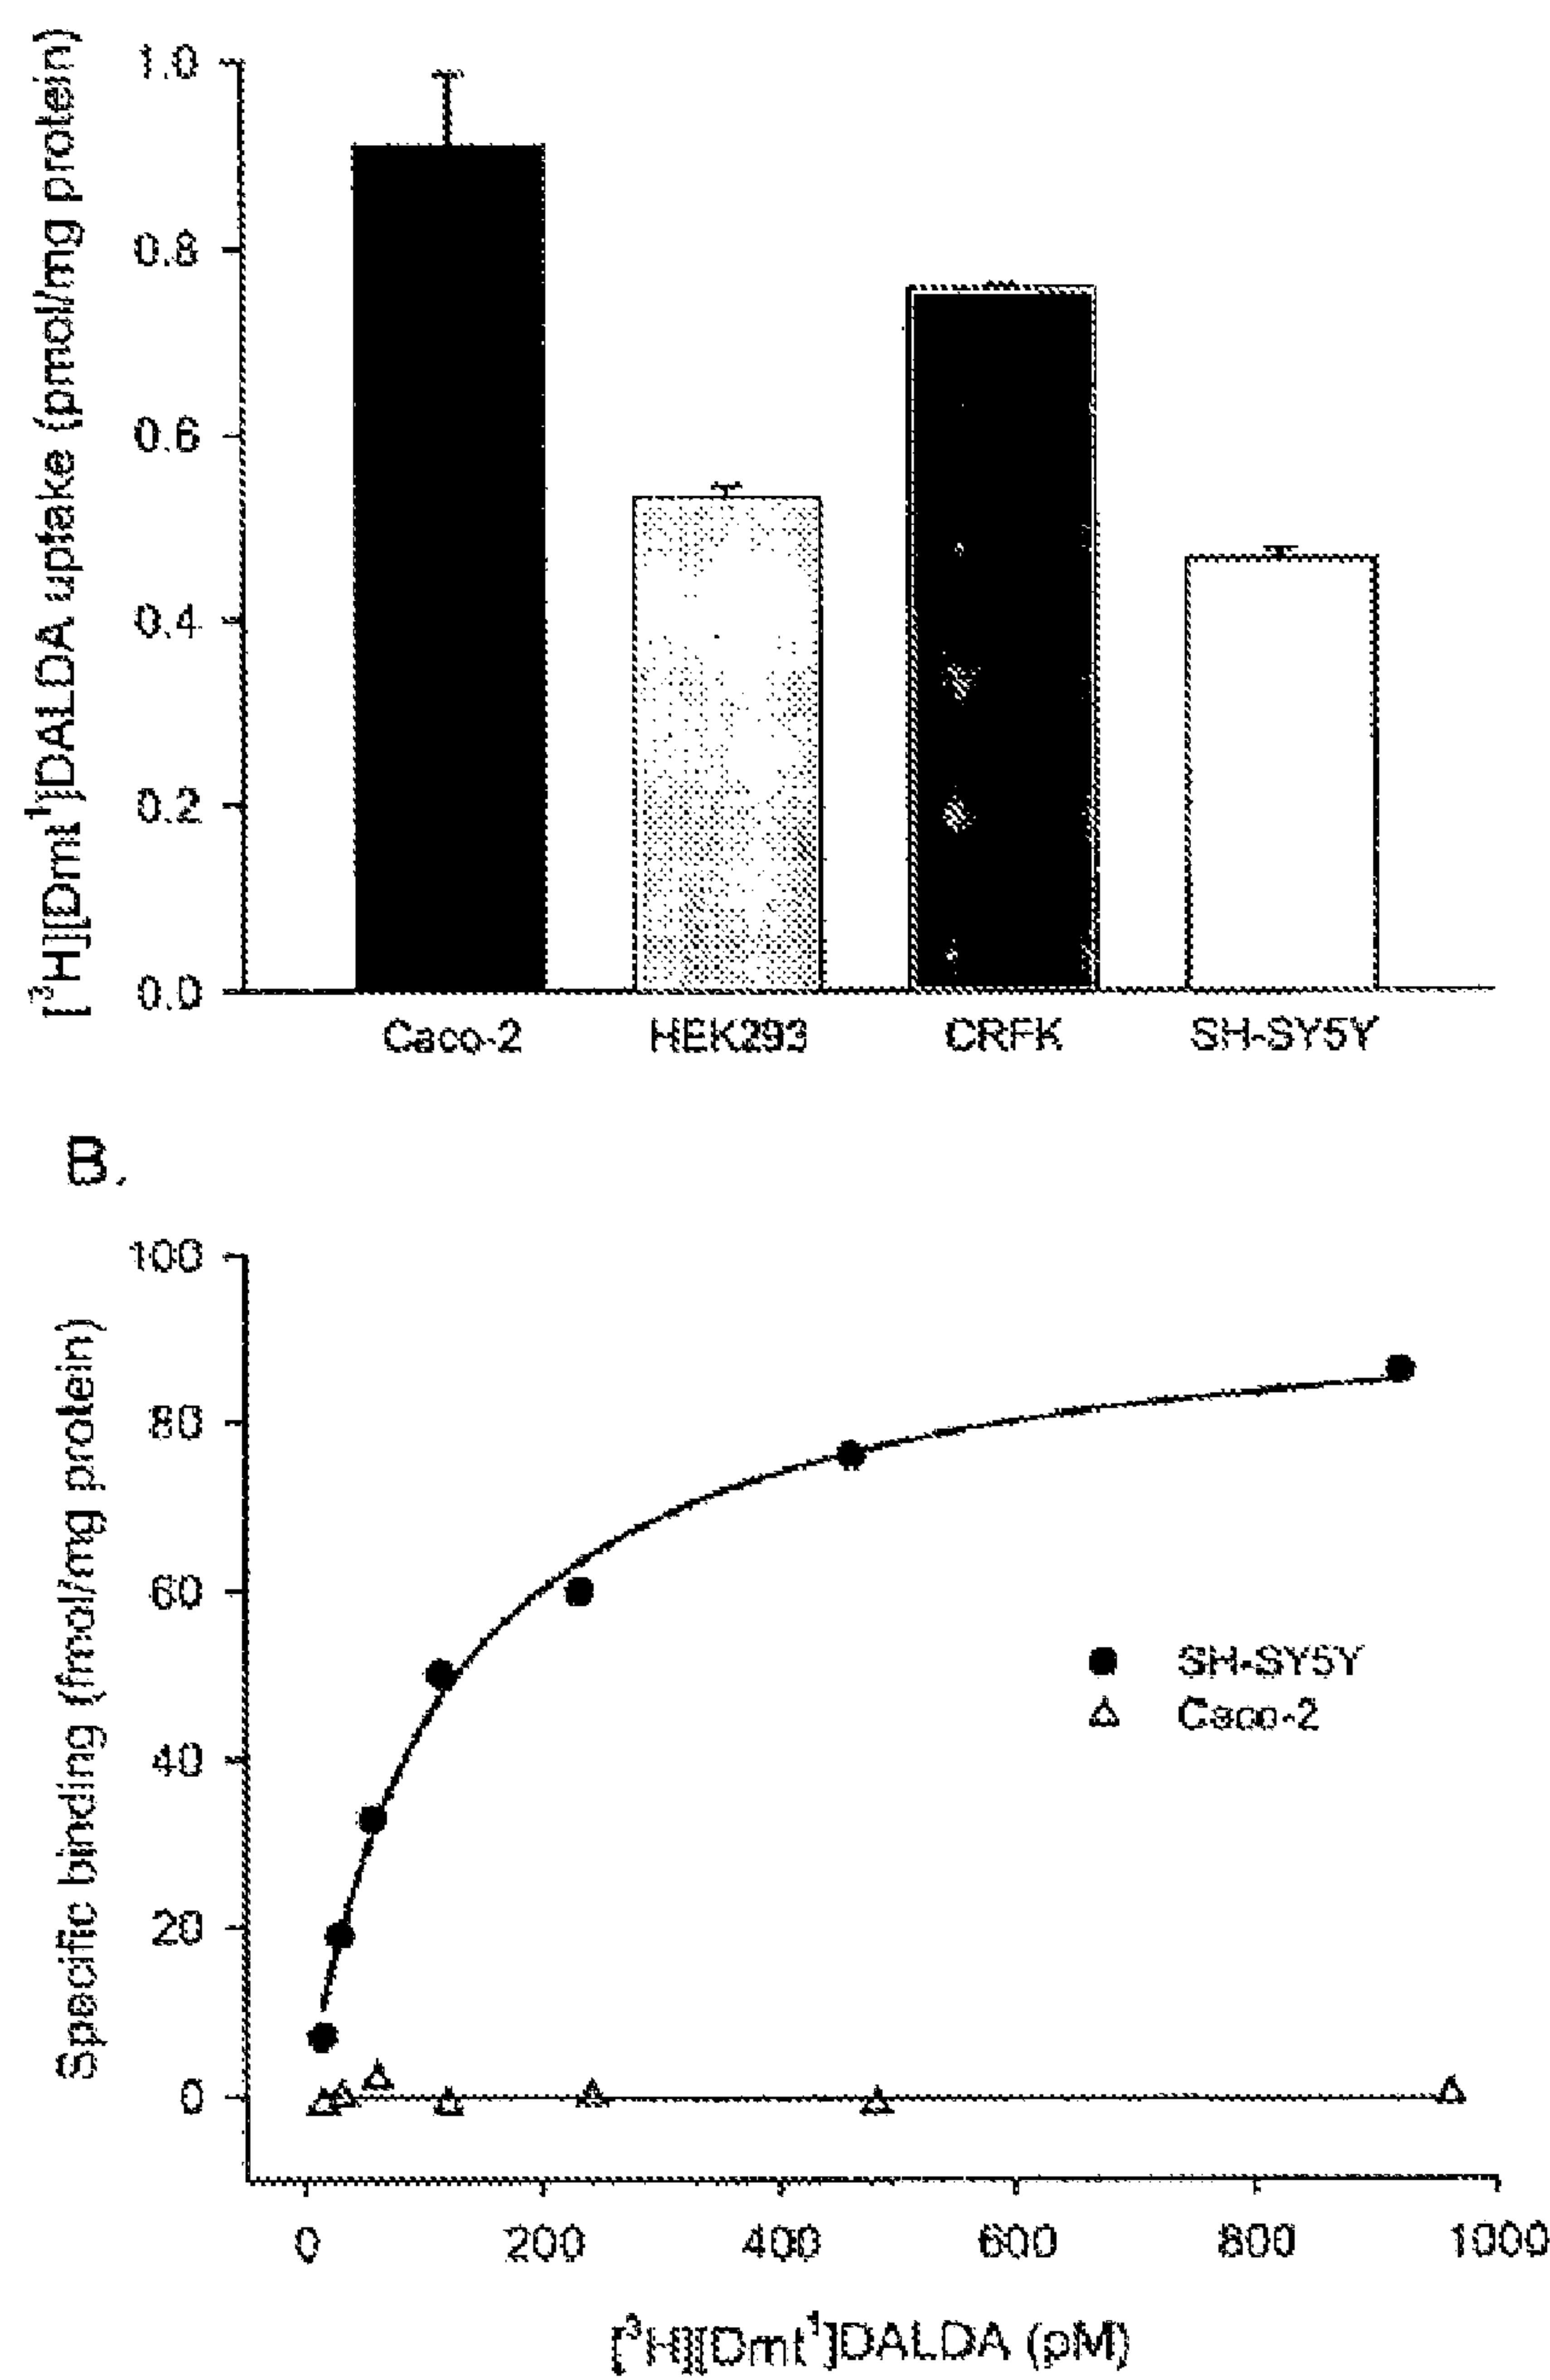 [³H][Dmt¹]DALDA uptake (pmol/mg protein)
1.0
0.8
0.6
0.4
0.2
0.0
Caco-2 HEK293 CRFK SH-SY5Y
B.
Specific binding (fmol/mg protein)
100
80
60
40
20
0
SH-SY5Y
Caco-2
0 200 400 600 800 1000
[³H][Dmt¹]DALDA (pM)